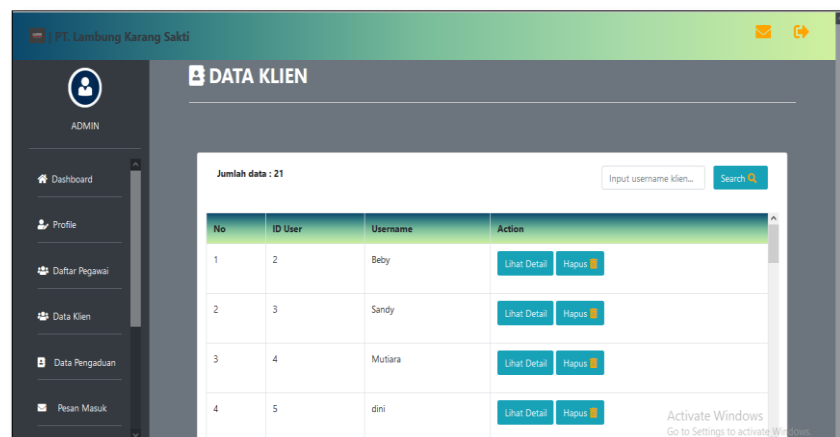 | PT. Lambung Karang Sakti
ADMIN
Dashboard
Profile
Daftar Pegawai
Data Klien
Data Pengaduan
Pesan Masuk
DATA KLIEN
Jumlah data : 21
Input username klien...
Search
No ID User Username Action
1 2 Beby Lihat Detail Hapus
2 3 Sandy Lihat Detail Hapus
3 4 Mutiara Lihat Detail Hapus
4 5 dini Lihat Detail Hapus
Activate Windows
Go to Settings to activate Windows.